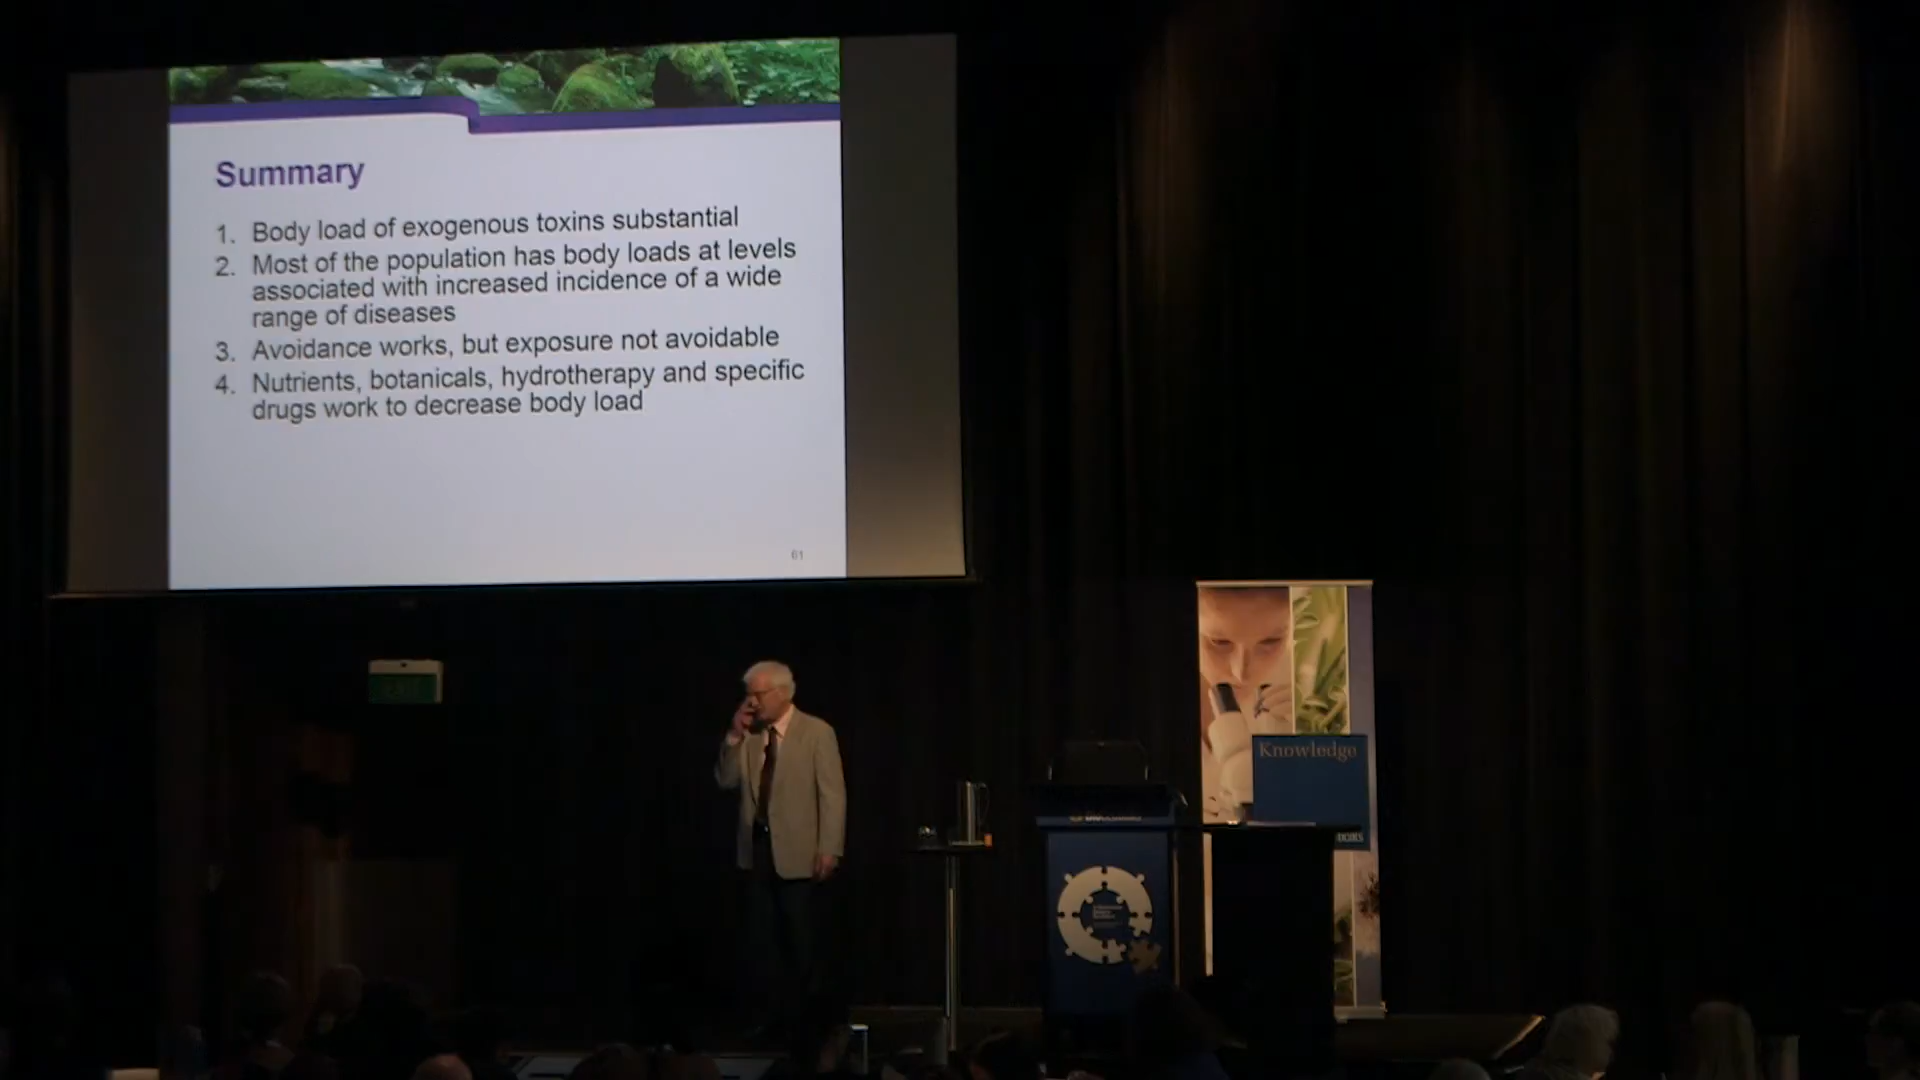 Summary
1. Body load of exogenous toxins substantial
2. Most of the population has body loads at levels
associated with increased incidence of a wide
range of diseases
3. Avoidance works, but exposure not avoidable
4. Nutrients, botanicals, hydrotherapy and specific
drugs work to decrease body load
61
EXIT
Knowledge